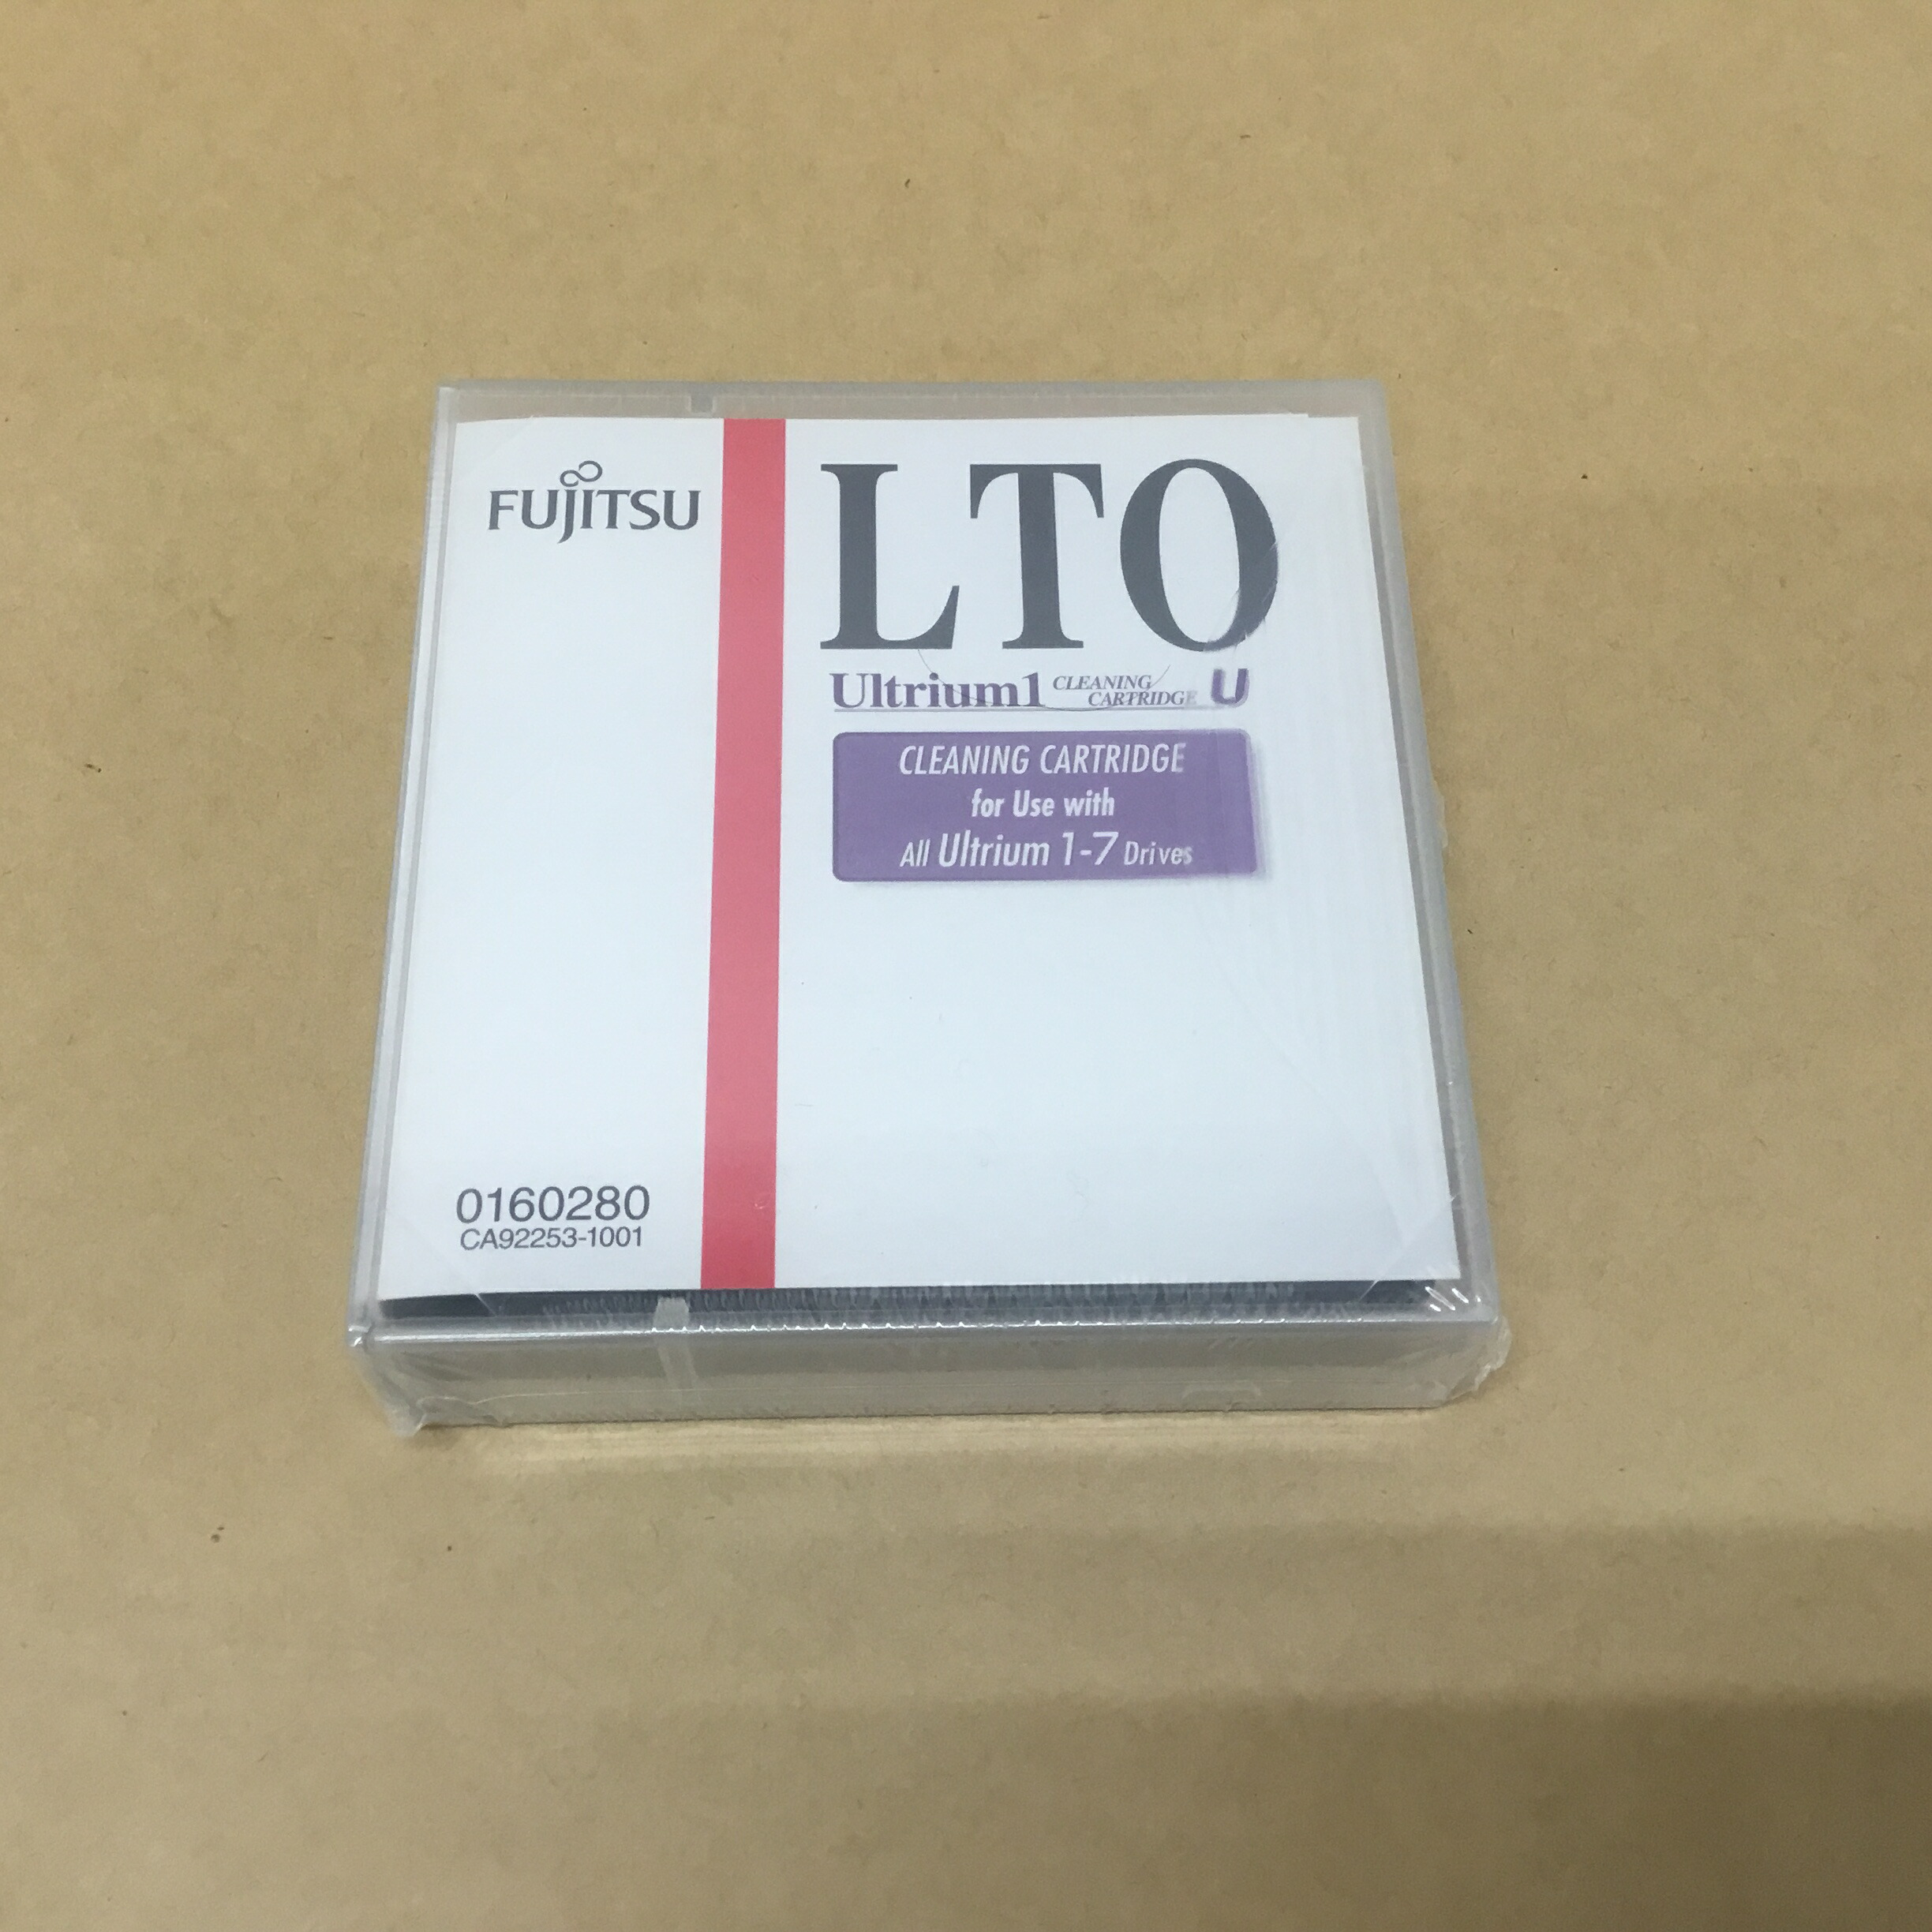 FUJITSU
LTO
Ultrium1 CLEANING CARTRIDGE U
CLEANING CARTRIDGE
for Use with
All Ultrium 1-7 Drives
0160280
CA92253-1001